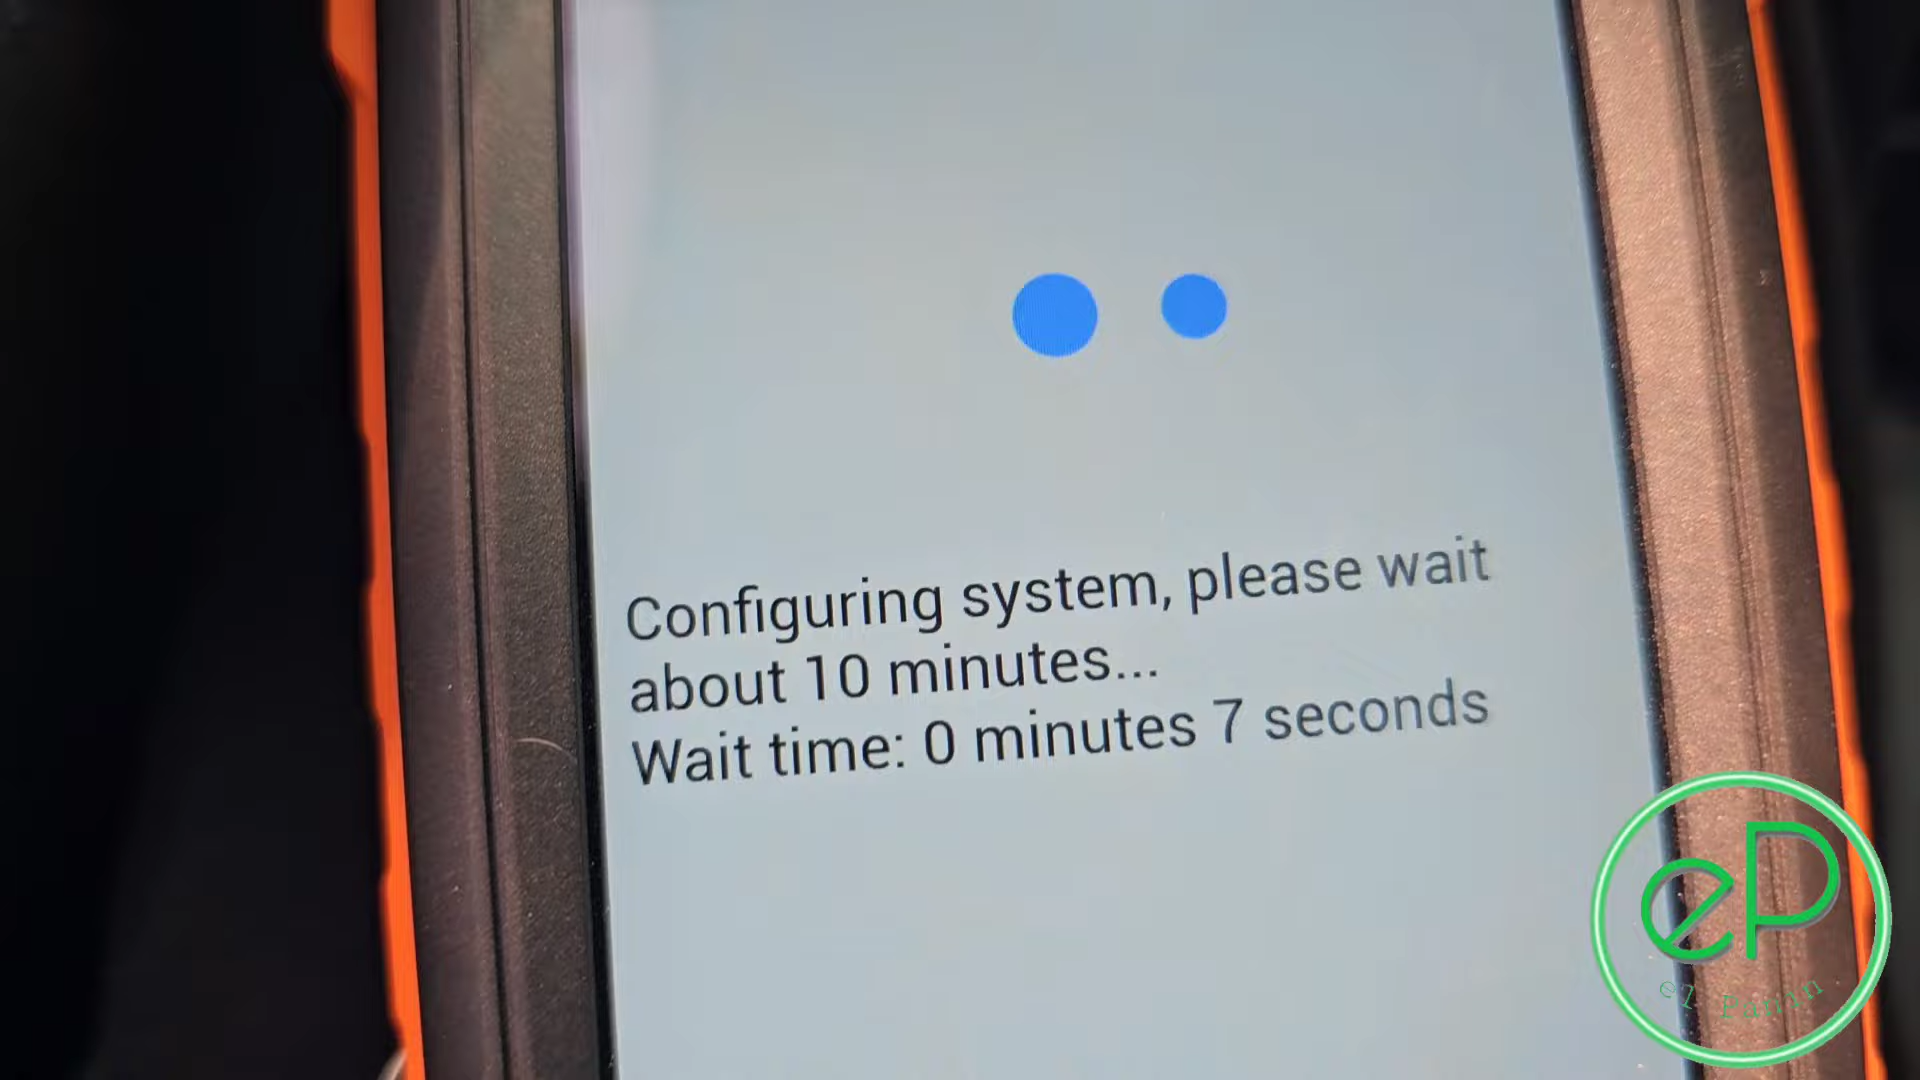 Configuring system, please wait
about 10 minutes...
Wait time: 0 minutes 7 seconds
eP